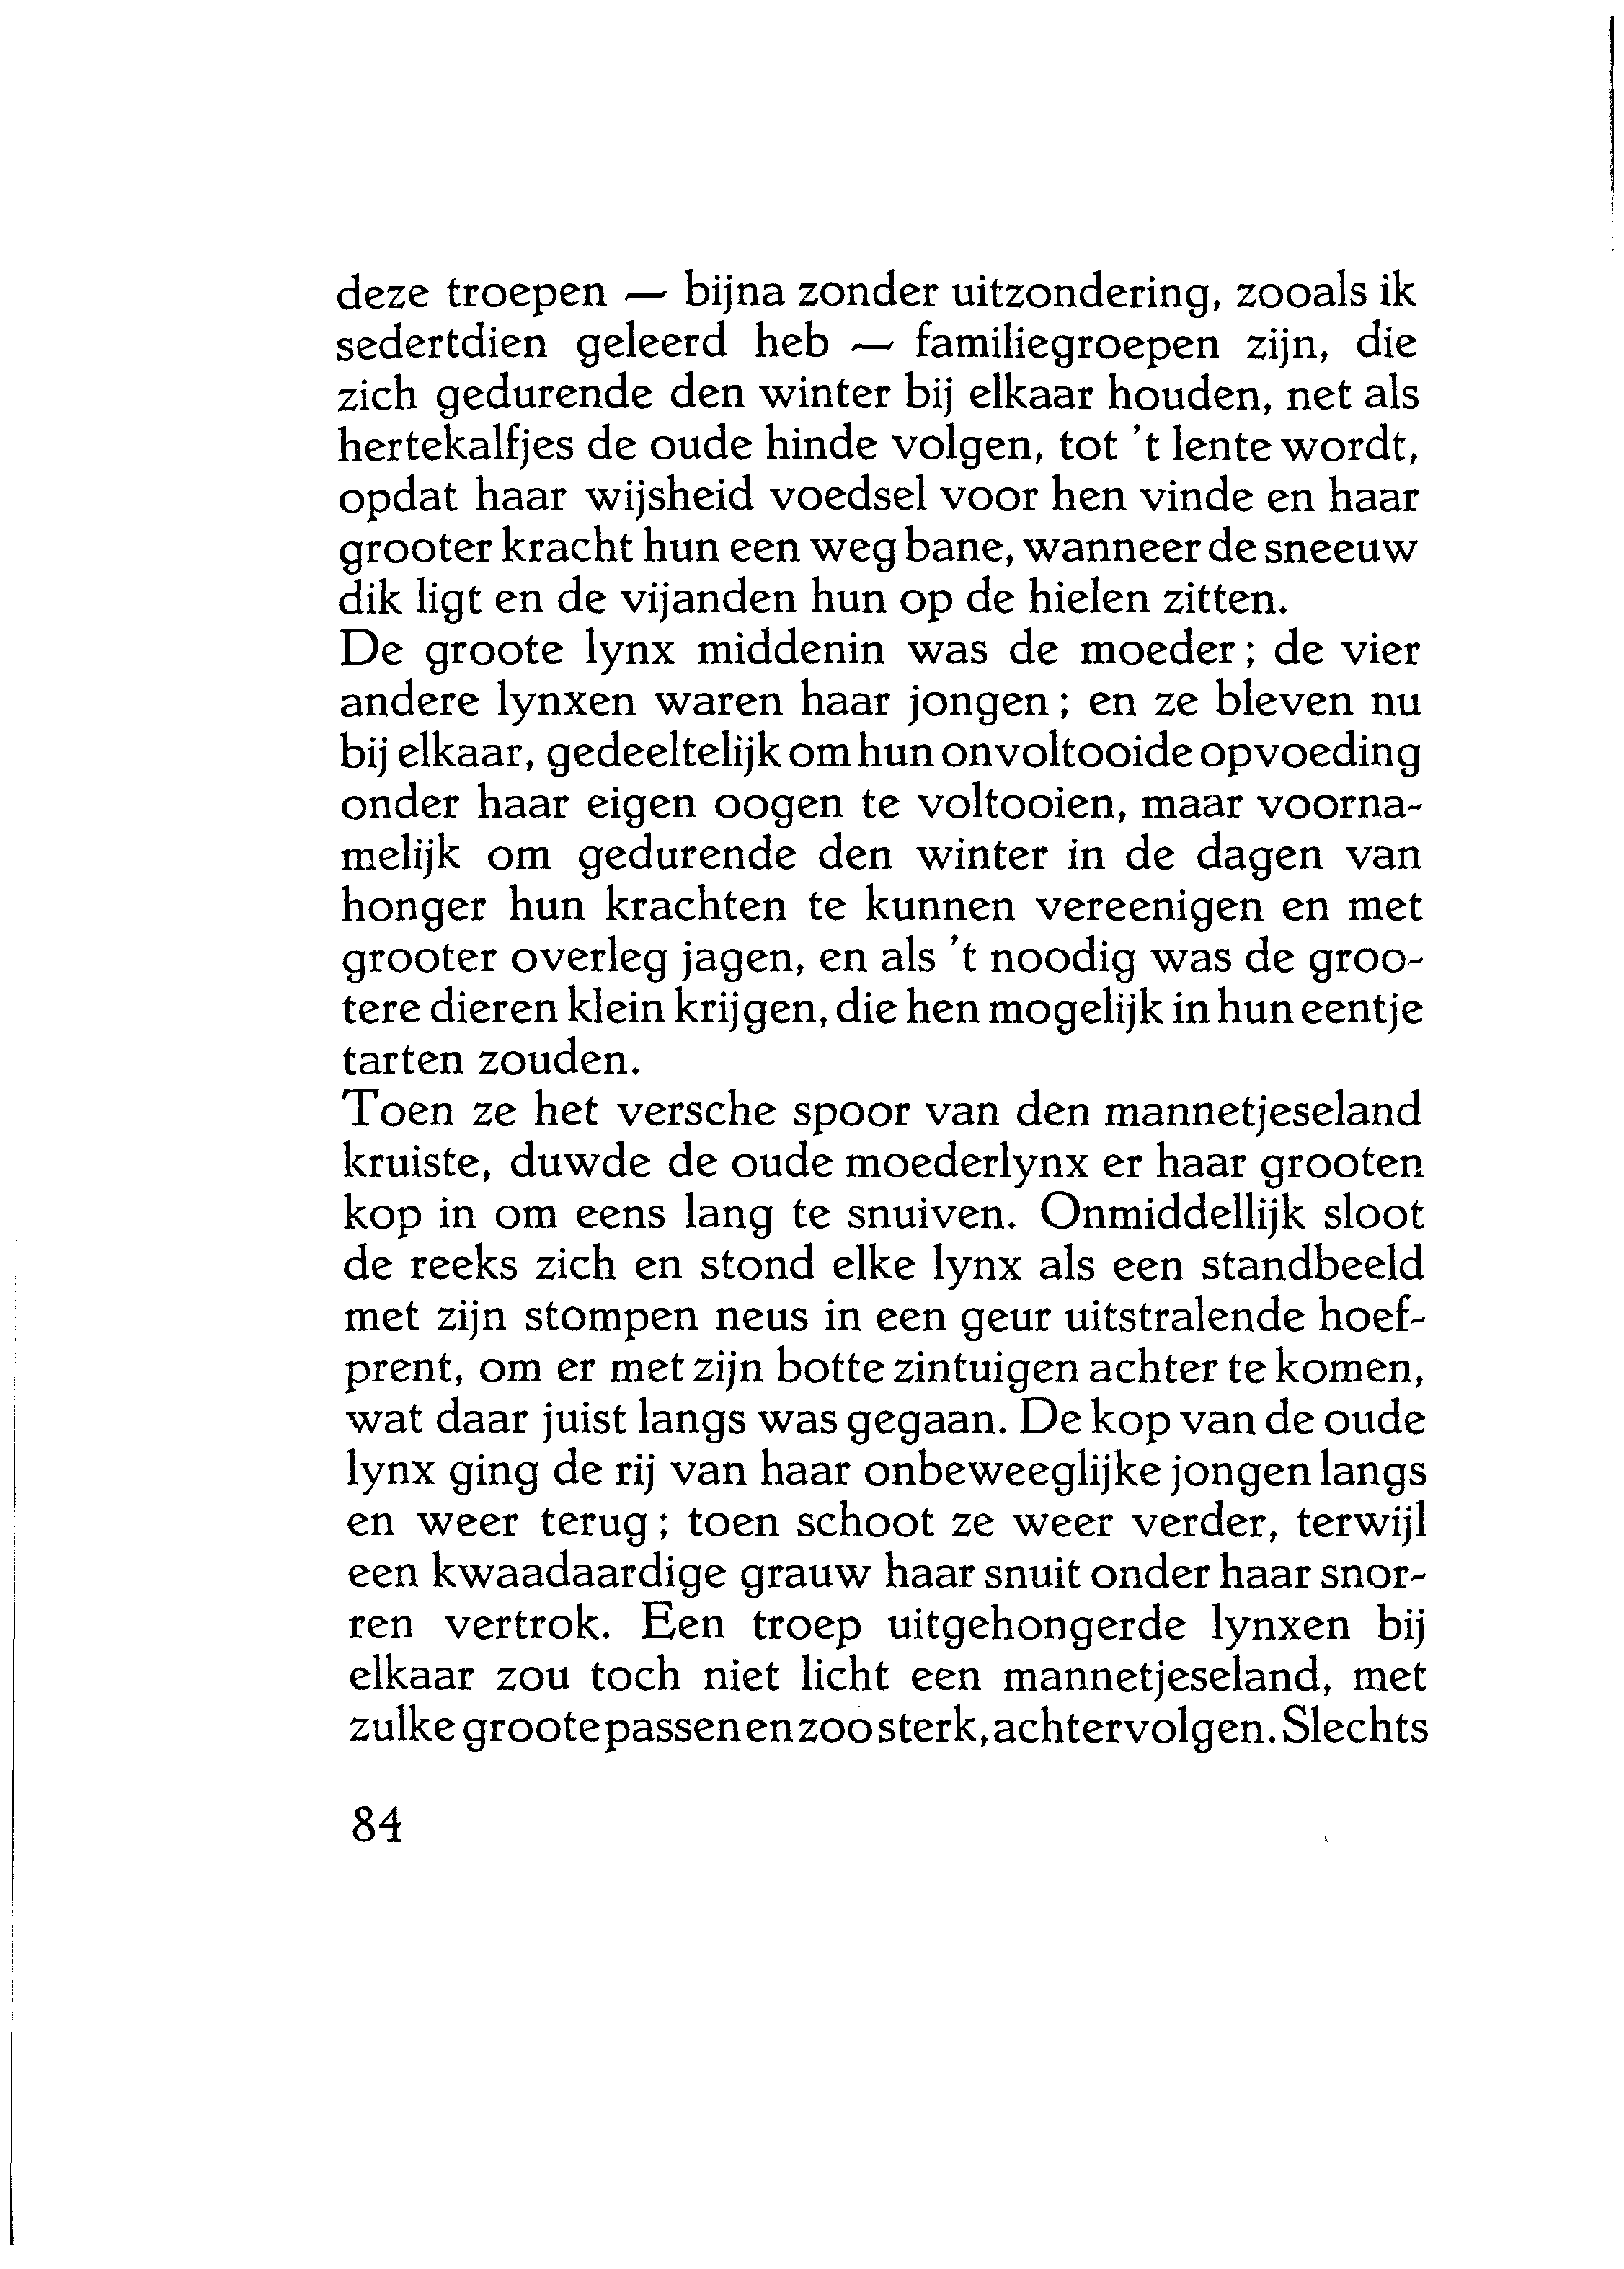 deze troepen — bijna zonder uitzondering, zooals ik
sedertdien geleerd heb — familiegroepen zijn, die
zich gedurende den winter bij elkaar houden, net als
hertekalfjes de oude hinde volgen, tot 't lente wordt,
opdat haar wijsheid voedsel voor hen vinde en haar
grooter kracht hun een weg bane, wanneer de sneeuw
dik ligt en de vijanden hun op de hielen zitten.
De groote lynx middenin was de moeder; de vier
andere lynxen waren haar jongen; en ze bleven nu
bij elkaar, gedeeltelijk om hun onvoltooide opvoeding
onder haar eigen oogen te voltooien, maar voorna-
melijk om gedurende den winter in de dagen van
honger hun krachten te kunnen vereenigen en met
grooter overleg jagen, en als 't noodig was de groo-
tere dieren klein krijgen, die hen mogelijk in hun eentje
tarten zouden.
Toen ze het versche spoor van den mannetjeseland
kruiste, duwde de oude moederlynx er haar grooten
kop in om eens lang te snuiven. Onmiddellijk sloot
de reeks zich en stond elke lynx als een standbeeld
met zijn stompen neus in een geur uitstralende hoef-
prent, om er met zijn botte zintuigen achter te komen,
wat daar juist langs was gegaan. De kop van de oude
lynx ging de rij van haar onbeweeglijke jongen langs
en weer terug; toen schoot ze weer verder, terwijl
een kwaadaardige grauw haar snuit onder haar snor-
ren vertrok. Een troep uitgehongerde lynxen bij
elkaar zou toch niet licht een mannetjeseland, met
zulke groote passen en zoo sterk, achtervolgen. Slechts
84